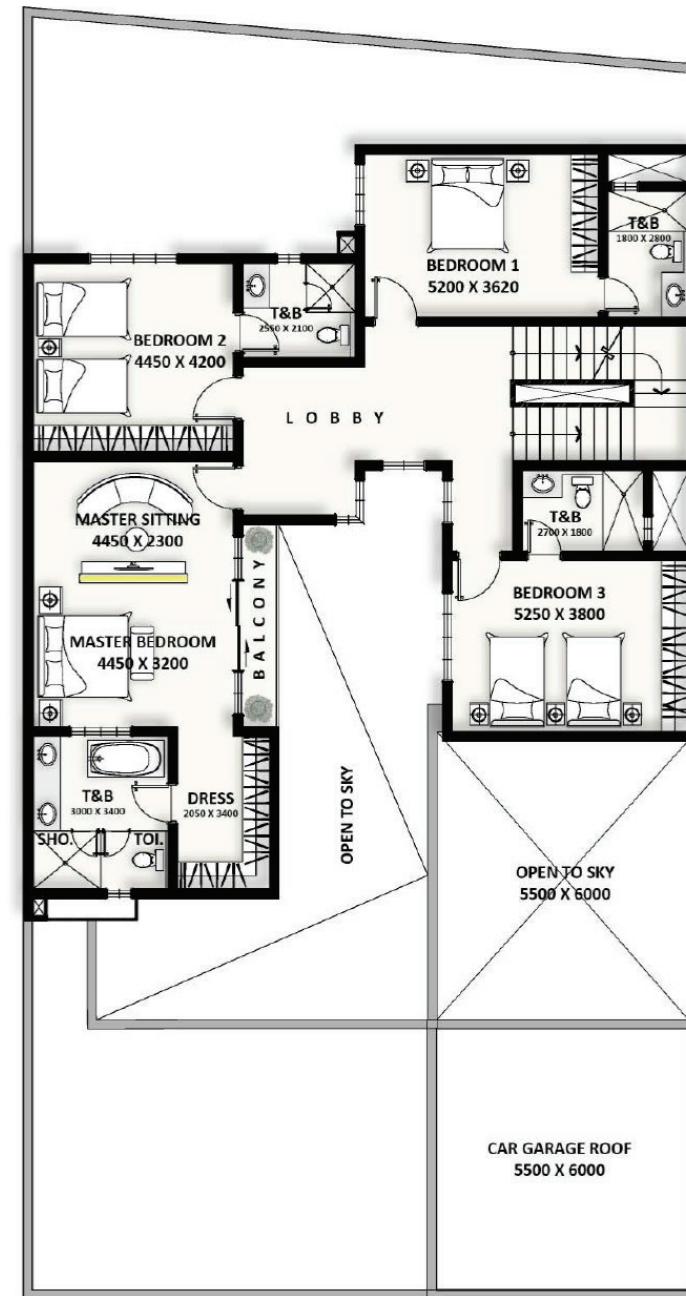 BEDROOM 1
5200 X 3620
T&B
1800 X 2800
BEDROOM 2
4450 X 4200
T&B
2550 X 2100
LOBBY
MASTER SITTING
4450 X 2300
T&B
2700 X 1800
BALCONY
BEDROOM 3
5250 X 3800
MASTER BEDROOM
4450 X 3200
T&B
3000 X 3400
DRESS
2050 X 3400
SHO.
TOI.
OPEN TO SKY
OPEN TO SKY
5500 X 6000
CAR GARAGE ROOF
5500 X 6000